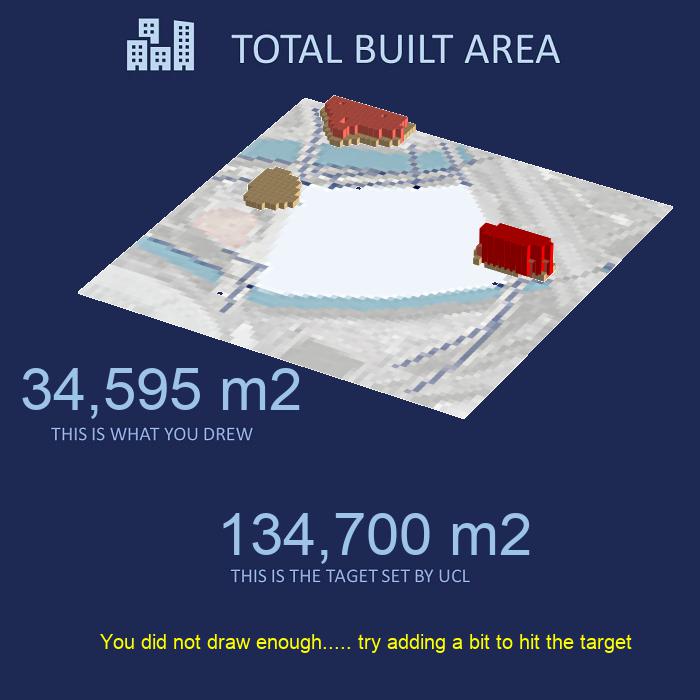 TOTAL BUILT AREA
34,595 m2
THIS IS WHAT YOU DREW
134,700 m2
THIS IS THE TAGET SET BY UCL
You did not draw enough..... try adding a bit to hit the target